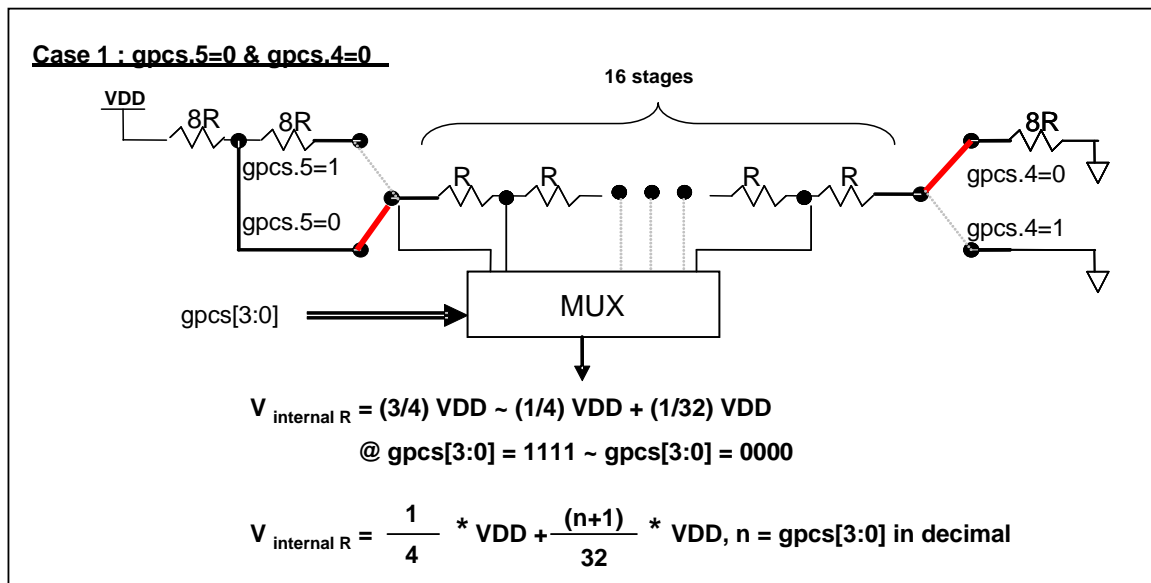 Case 1 : gpcs.5=0 & gpcs.4=0
16 stages
VDD
8R
8R
8R
gpcs.5=1
R
R
R
R
gpcs.4=0
gpcs.5=0
gpcs.4=1
gpcs[3:0]
MUX
V internal R = (3/4) VDD ~ (1/4) VDD + (1/32) VDD
@ gpcs[3:0] = 1111 ~ gpcs[3:0] = 0000
V internal R = 1/4 * VDD + (n+1)/32 * VDD, n = gpcs[3:0] in decimal